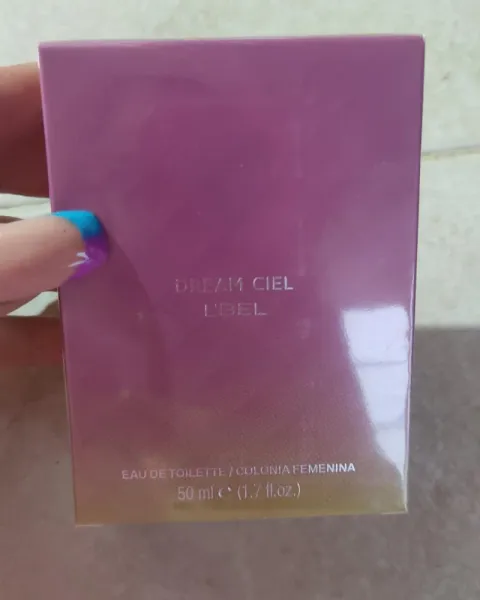 DREAM CIEL
L'BEL
EAU DE TOILETTE / COLONIA FEMENINA
50 ml ℮ (1.7 fl.oz.)